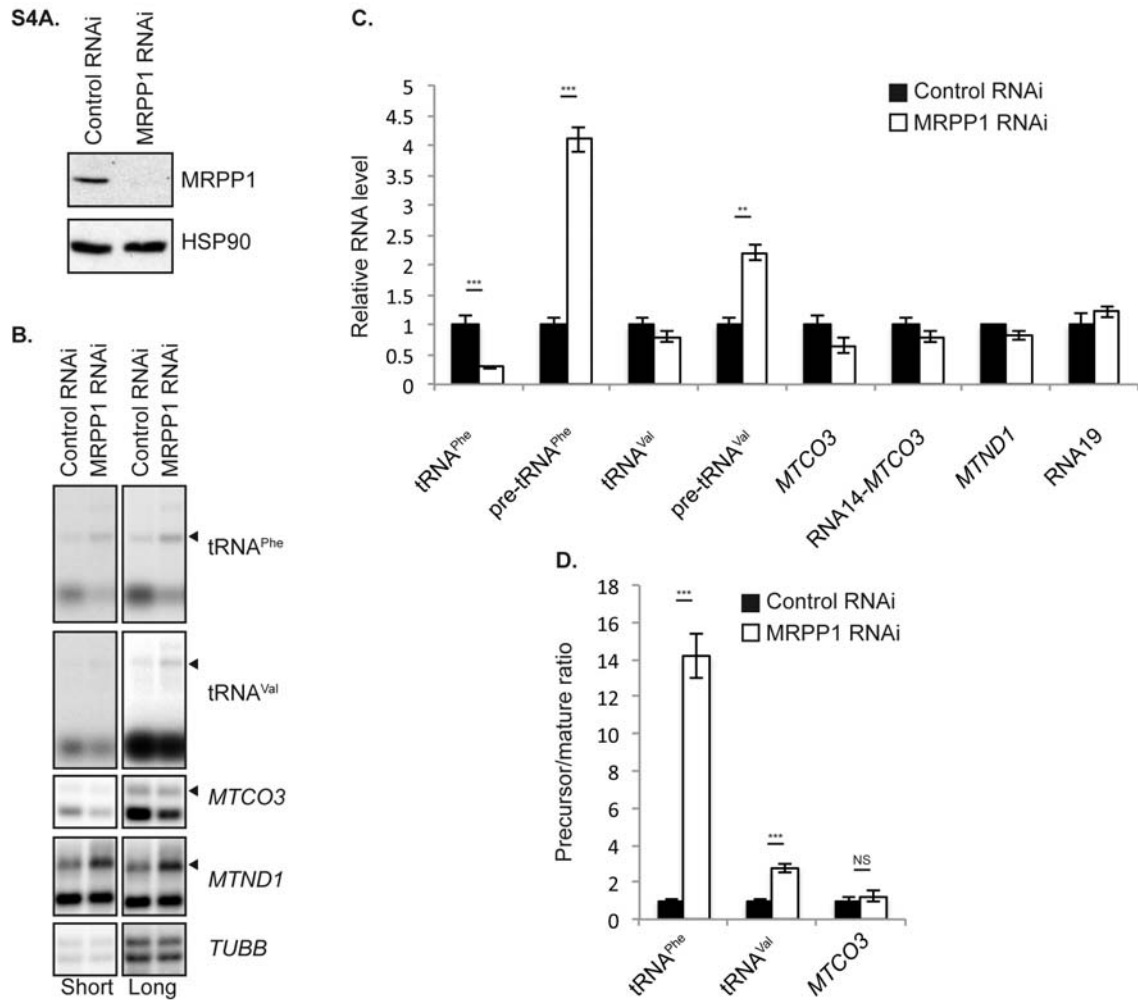 S4A.
Control RNAi
MRPP1 RNAi
MRPP1
HSP90
B.
Control RNAi
MRPP1 RNAi
Control RNAi
MRPP1 RNAi
tRNAPhe
tRNAVal
MTCO3
MTND1
TUBB
Short Long
C.
Relative RNA level
5
4.5
4
3.5
3
2.5
2
1.5
1
0.5
0
***
***
**
Control RNAi
MRPP1 RNAi
tRNAPhe
pre-tRNAPhe
tRNAVal
pre-tRNAVal
MTCO3
RNA14-MTCO3
MTND1
RNA19
D.
Precursor/mature ratio
18
16
14
12
10
8
6
4
2
0
***
***
NS
Control RNAi
MRPP1 RNAi
tRNAPhe
tRNAVal
MTCO3